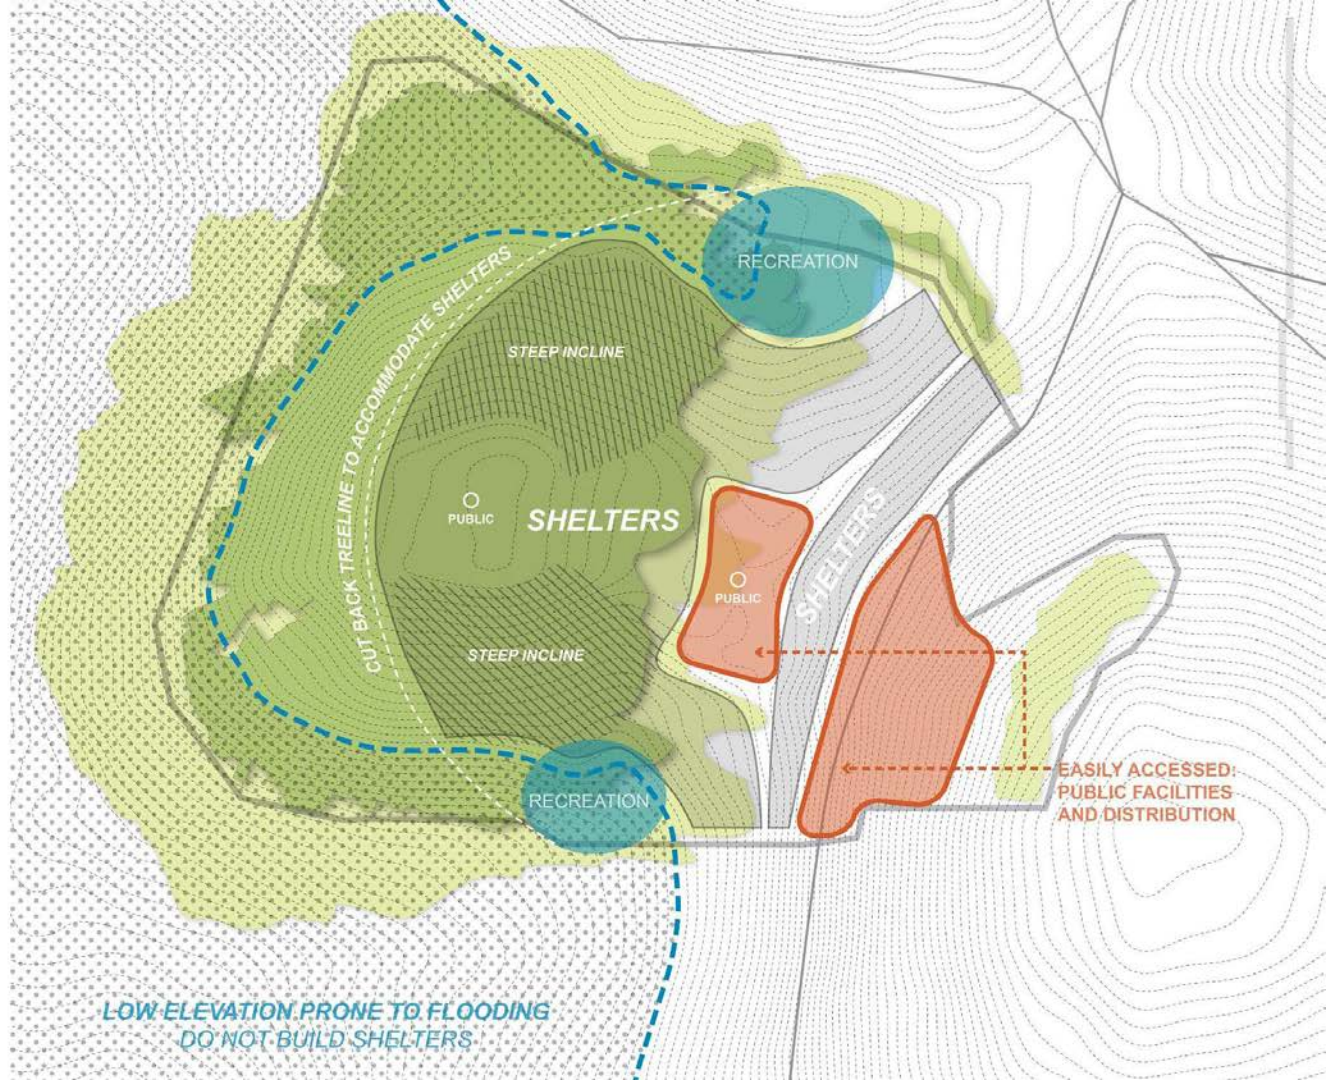 RECREATION
CUT BACK TREELINE TO ACCOMMODATE SHELTERS
STEEP INCLINE
PUBLIC
SHELTERS
SHELTERS
PUBLIC
STEEP INCLINE
EASILY ACCESSED:
PUBLIC FACILITIES
AND DISTRIBUTION
RECREATION
LOW ELEVATION PRONE TO FLOODING
DO NOT BUILD SHELTERS